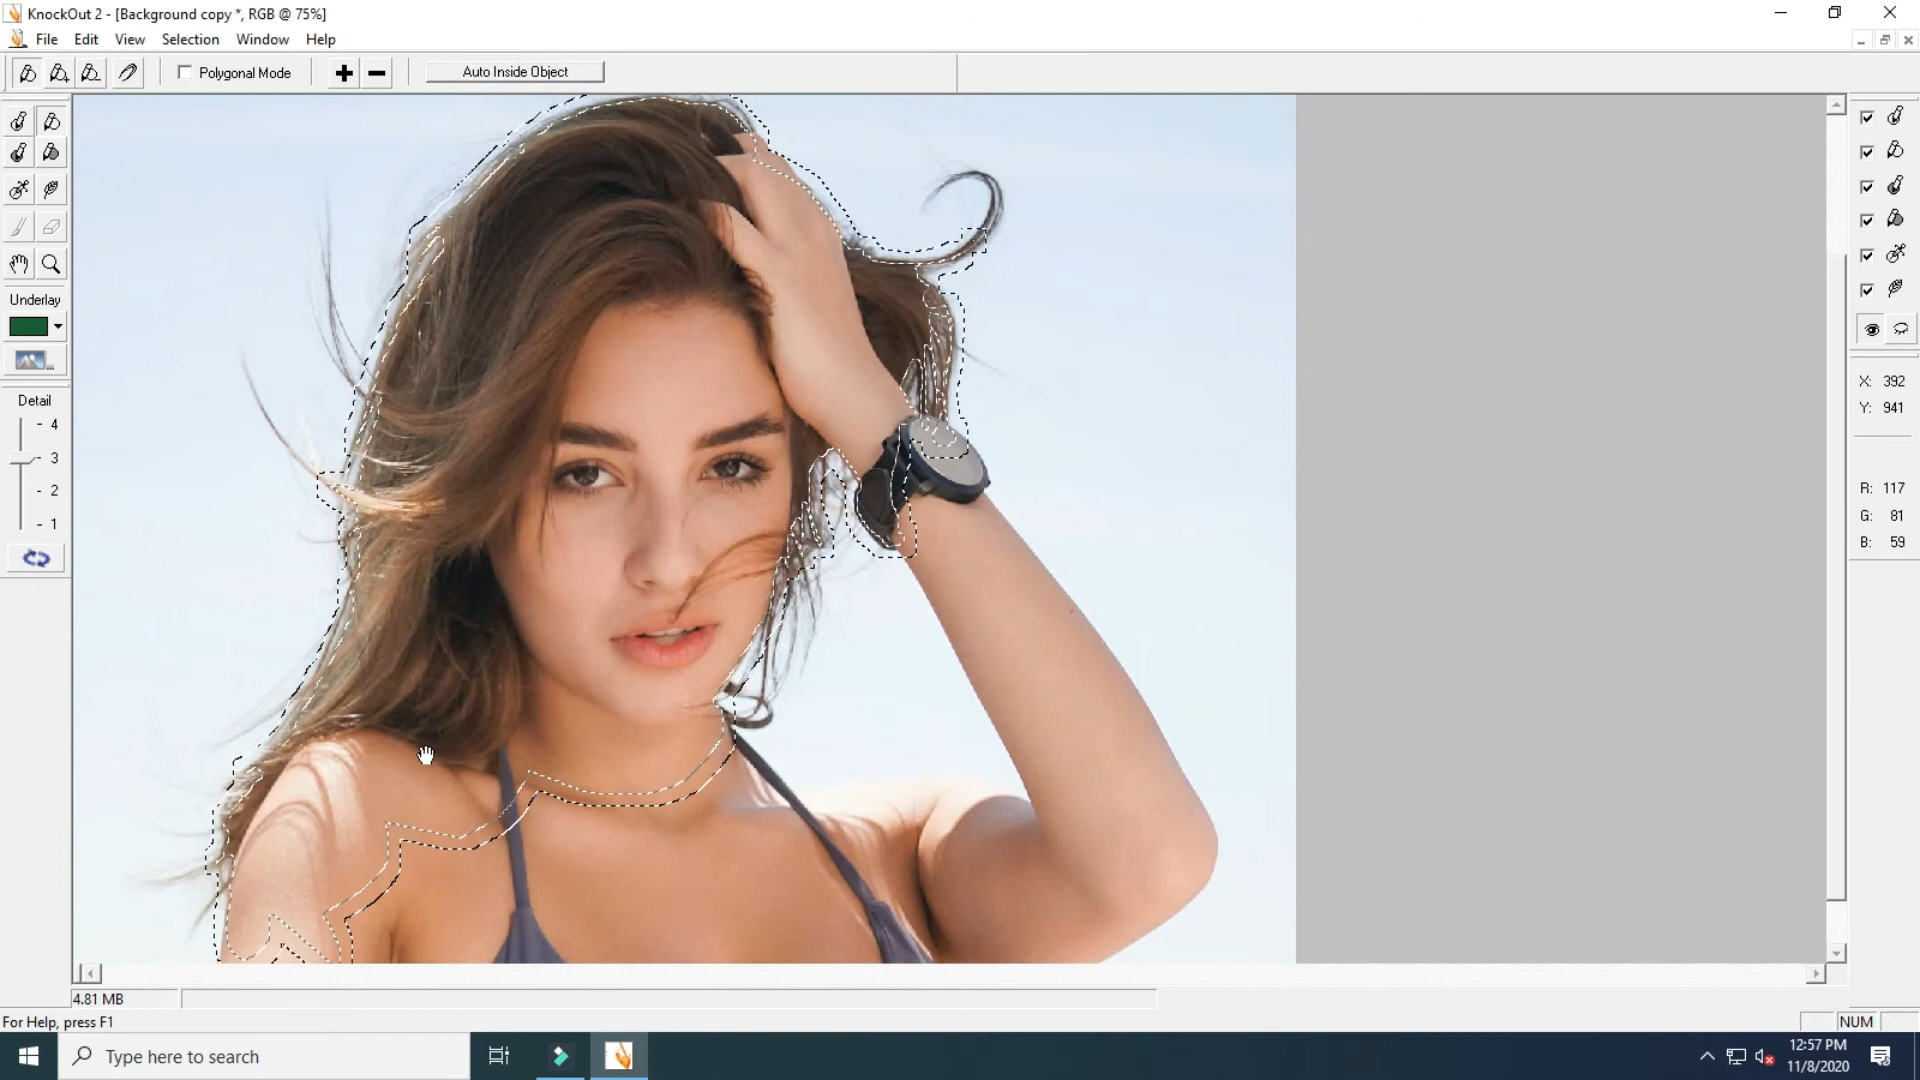 KnockOut 2 - [Background copy *, RGB @ 75%]
File Edit View Selection Window Help
Polygonal Mode
Auto Inside Object
Underlay
Detail
- 4
- 3
- 2
- 1
X: 392
Y: 941
R: 117
G: 81
B: 59
4.81 MB
For Help, press F1
NUM
Type here to search
12:57 PM
11/8/2020